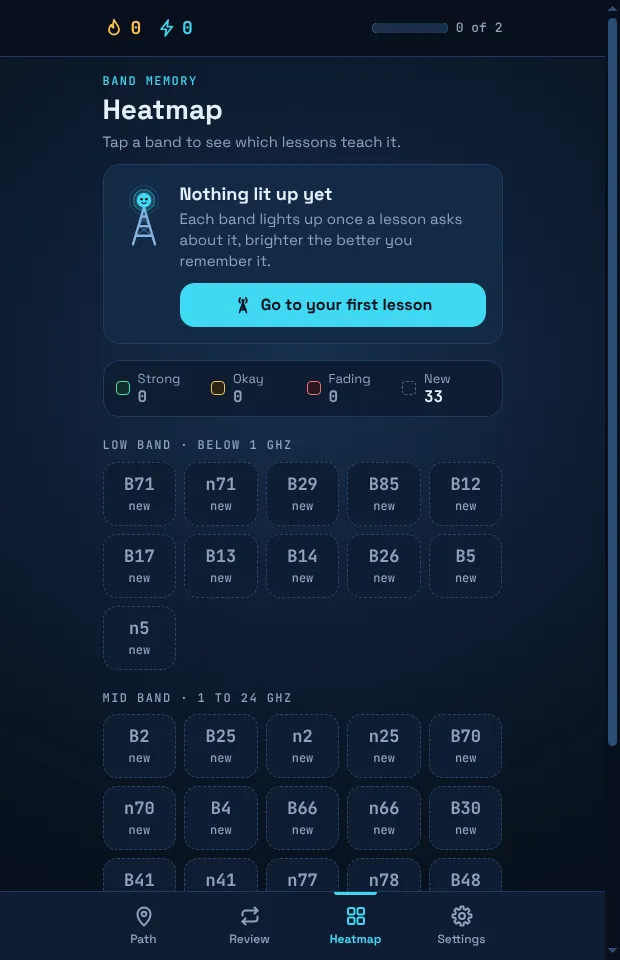 0 0 0 of 2
BAND MEMORY
Heatmap
Tap a band to see which lessons teach it.
Nothing lit up yet
Each band lights up once a lesson asks
about it, brighter the better you
remember it.
Go to your first lesson
Strong Okay Fading New
0 0 0 33
LOW BAND · BELOW 1 GHZ
B71 n71 B29 B85 B12
new new new new new
B17 B13 B14 B26 B5
new new new new new
n5
new
MID BAND · 1 TO 24 GHZ
B2 B25 n2 n25 B70
new new new new new
n70 B4 B66 n66 B30
new new new new new
B41 n41 n77 n78 B48
Path Review Heatmap Settings